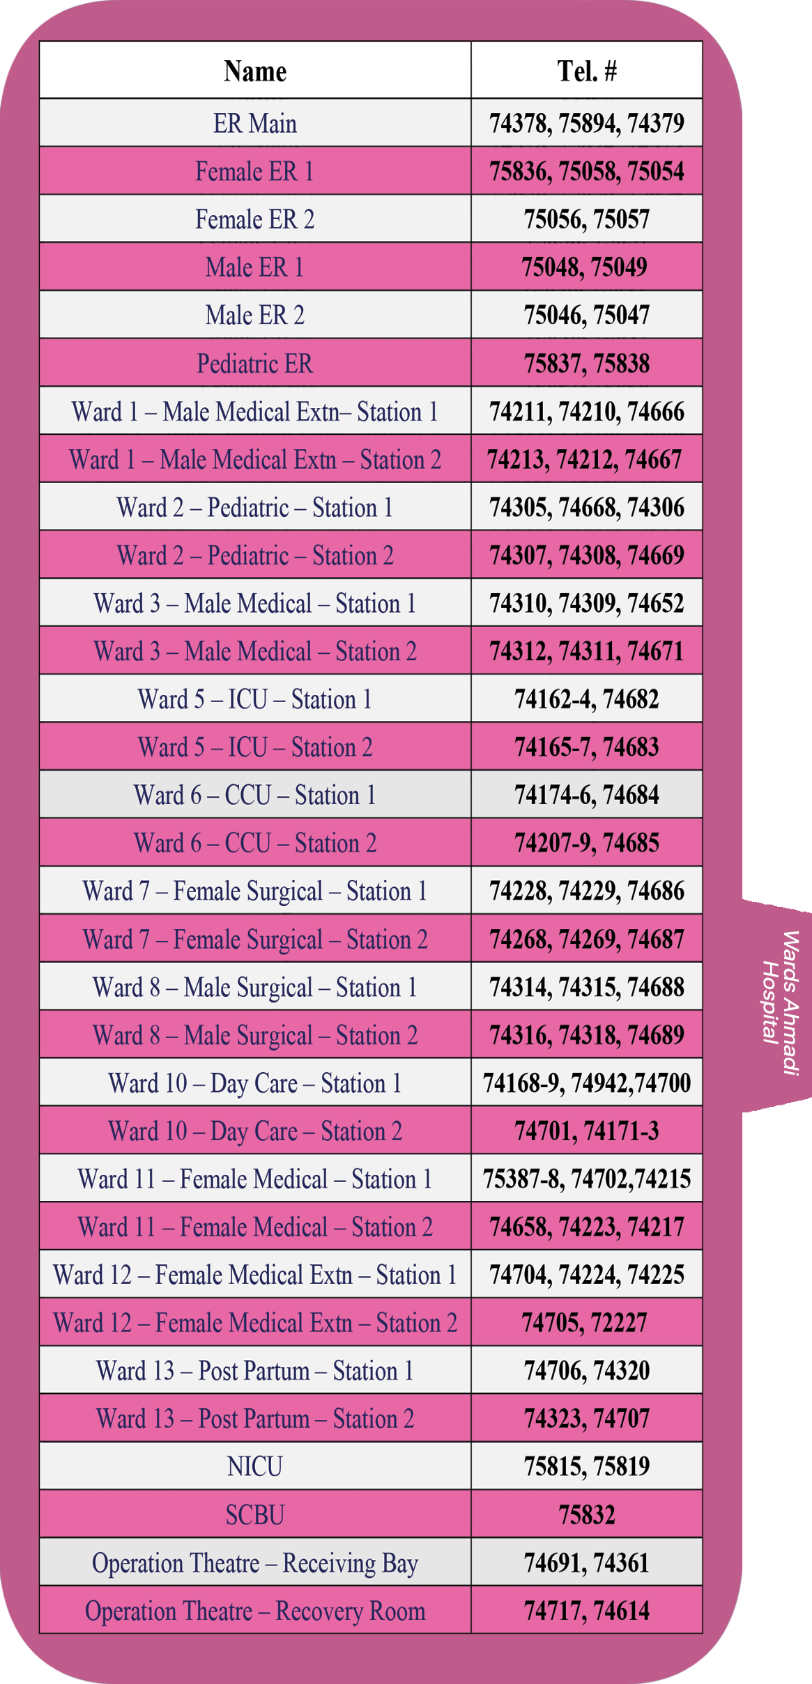 Name Tel. #
ER Main 74378, 75894, 74379
Female ER 1 75836, 75058, 75054
Female ER 2 75056, 75057
Male ER 1 75048, 75049
Male ER 2 75046, 75047
Pediatric ER 75837, 75838
Ward 1 – Male Medical Extn– Station 1 74211, 74210, 74666
Ward 1 – Male Medical Extn – Station 2 74213, 74212, 74667
Ward 2 – Pediatric – Station 1 74305, 74668, 74306
Ward 2 – Pediatric – Station 2 74307, 74308, 74669
Ward 3 – Male Medical – Station 1 74310, 74309, 74652
Ward 3 – Male Medical – Station 2 74312, 74311, 74671
Ward 5 – ICU – Station 1 74162-4, 74682
Ward 5 – ICU – Station 2 74165-7, 74683
Ward 6 – CCU – Station 1 74174-6, 74684
Ward 6 – CCU – Station 2 74207-9, 74685
Ward 7 – Female Surgical – Station 1 74228, 74229, 74686
Ward 7 – Female Surgical – Station 2 74268, 74269, 74687
Ward 8 – Male Surgical – Station 1 74314, 74315, 74688
Ward 8 – Male Surgical – Station 2 74316, 74318, 74689
Ward 10 – Day Care – Station 1 74168-9, 74942,74700
Ward 10 – Day Care – Station 2 74701, 74171-3
Ward 11 – Female Medical – Station 1 75387-8, 74702,74215
Ward 11 – Female Medical – Station 2 74658, 74223, 74217
Ward 12 – Female Medical Extn – Station 1 74704, 74224, 74225
Ward 12 – Female Medical Extn – Station 2 74705, 72227
Ward 13 – Post Partum – Station 1 74706, 74320
Ward 13 – Post Partum – Station 2 74323, 74707
NICU 75815, 75819
SCBU 75832
Operation Theatre – Receiving Bay 74691, 74361
Operation Theatre – Recovery Room 74717, 74614
Wards Ahmadi
Hospital